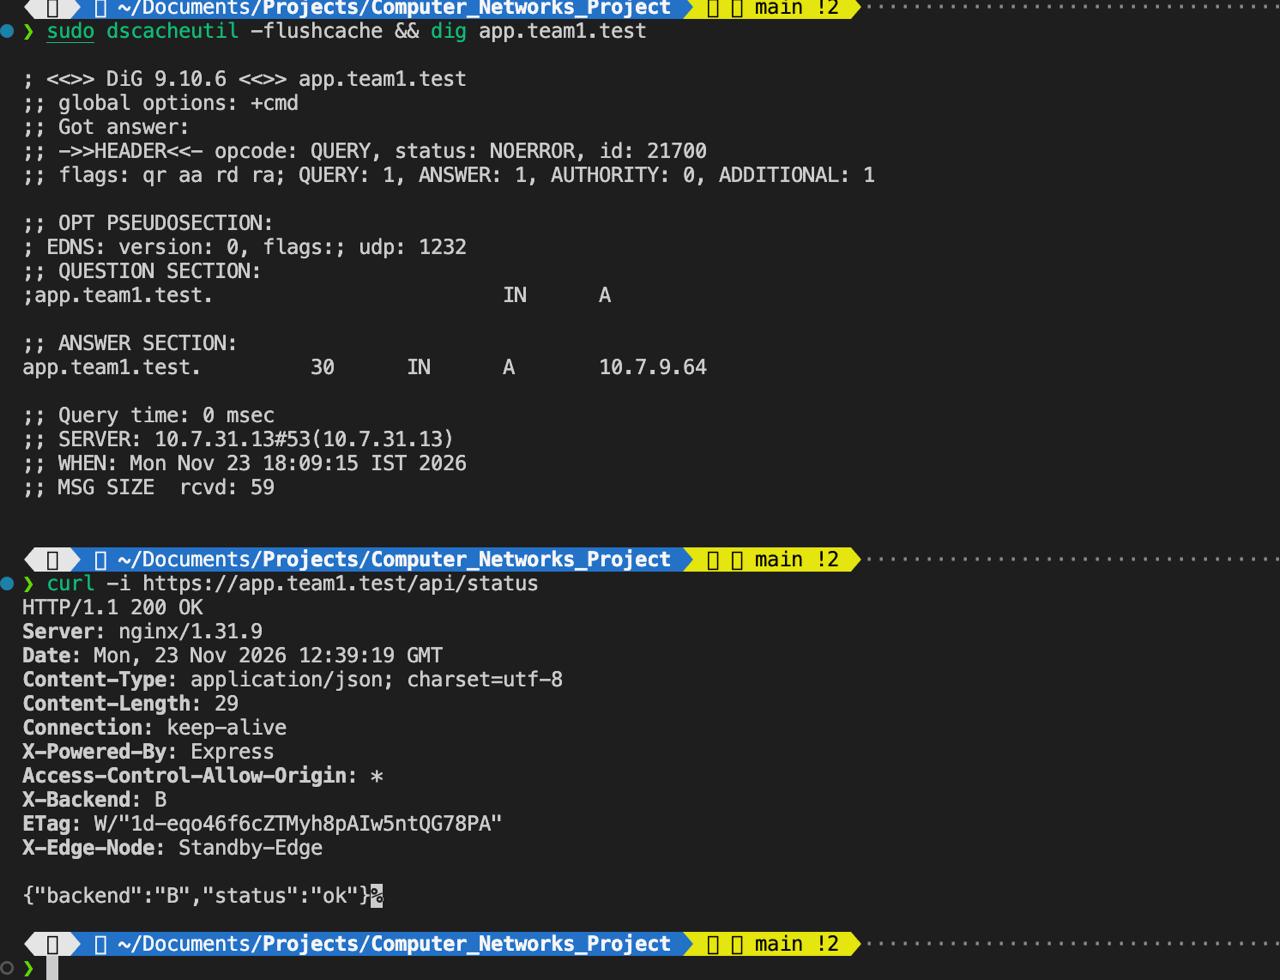 ~/Documents/Projects/Computer_Networks_Project main !2
❯ sudo dscacheutil -flushcache && dig app.team1.test
; <<>> DiG 9.10.6 <<>> app.team1.test
;; global options: +cmd
;; Got answer:
;; ->>HEADER<<- opcode: QUERY, status: NOERROR, id: 21700
;; flags: qr aa rd ra; QUERY: 1, ANSWER: 1, AUTHORITY: 0, ADDITIONAL: 1
;; OPT PSEUDOSECTION:
; EDNS: version: 0, flags:; udp: 1232
;; QUESTION SECTION:
;app.team1.test. IN A
;; ANSWER SECTION:
app.team1.test. 30 IN A 10.7.9.64
;; Query time: 0 msec
;; SERVER: 10.7.31.13#53(10.7.31.13)
;; WHEN: Mon Nov 23 18:09:15 IST 2026
;; MSG SIZE rcvd: 59
~/Documents/Projects/Computer_Networks_Project main !2
❯ curl -i https://app.team1.test/api/status
HTTP/1.1 200 OK
Server: nginx/1.31.9
Date: Mon, 23 Nov 2026 12:39:19 GMT
Content-Type: application/json; charset=utf-8
Content-Length: 29
Connection: keep-alive
X-Powered-By: Express
Access-Control-Allow-Origin: *
X-Backend: B
ETag: W/"1d-eqo46f6cZTMyh8pAIw5ntQG78PA"
X-Edge-Node: Standby-Edge
{"backend":"B","status":"ok"}%
~/Documents/Projects/Computer_Networks_Project main !2
❯